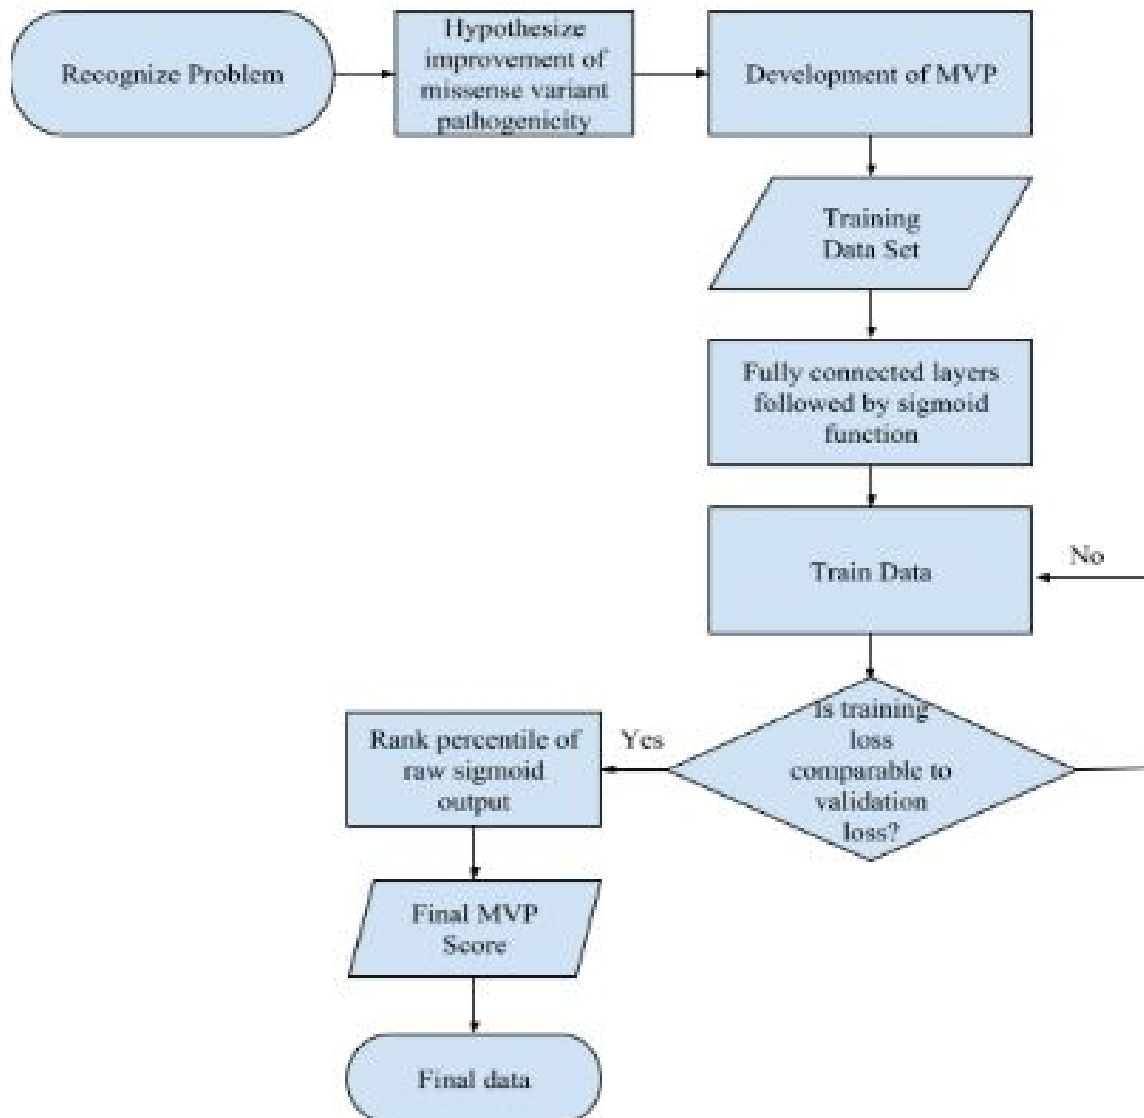 Recognize Problem
Hypothesize
improvement of
missense variant
pathogenicity
Development of MVP
Training
Data Set
Fully connected layers
followed by sigmoid
function
Train Data
No
Is training
loss
comparable to
validation
loss?
Yes
Rank percentile of
raw sigmoid
output
Final MVP
Score
Final data